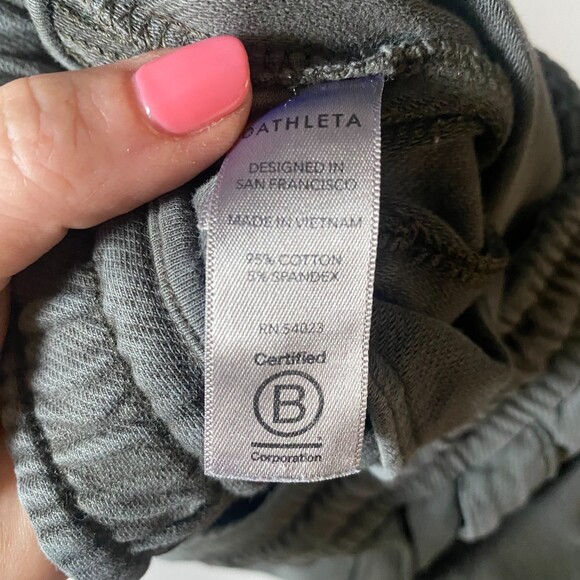 ATHLETA
DESIGNED IN
SAN FRANCISCO
MADE IN VIETNAM
95% COTTON
5% SPANDEX
RN 54023
Certified
B
Corporation